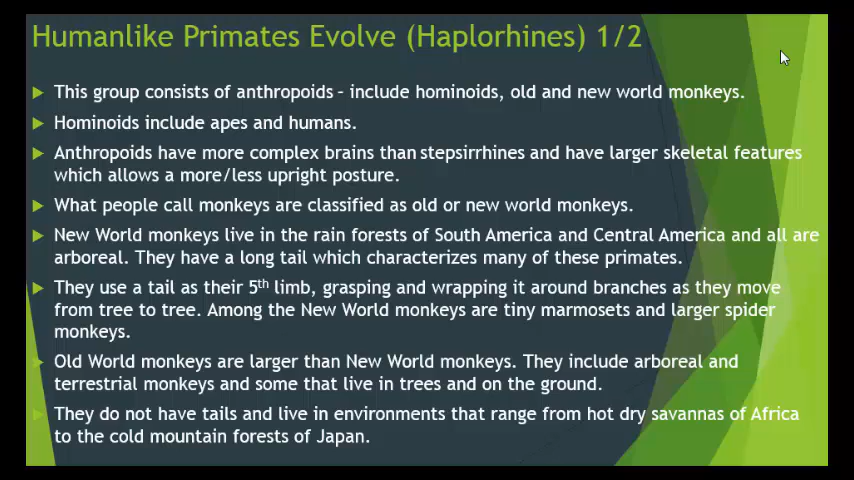 Humanlike Primates Evolve (Haplorhines) 1/2
This group consists of anthropoids – include hominoids, old and new world monkeys.
Hominoids include apes and humans.
Anthropoids have more complex brains than stepsirrhines and have larger skeletal features
which allows a more/less upright posture.
What people call monkeys are classified as old or new world monkeys.
New World monkeys live in the rain forests of South America and Central America and all are
arboreal. They have a long tail which characterizes many of these primates.
They use a tail as their 5th limb, grasping and wrapping it around branches as they move
from tree to tree. Among the New World monkeys are tiny marmosets and larger spider
monkeys.
Old World monkeys are larger than New World monkeys. They include arboreal and
terrestrial monkeys and some that live in trees and on the ground.
They do not have tails and live in environments that range from hot dry savannas of Africa
to the cold mountain forests of Japan.